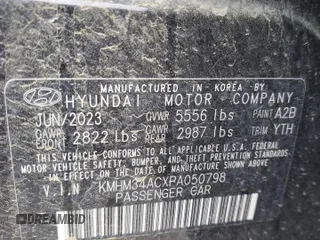 MANUFACTURED IN KOREA BY
HYUNDAI MOTOR COMPANY
JUN/2023 GVWR 5556 lbs PAINT A2B
GAWR FRONT 2822 lbs GAWR REAR 2987 lbs TRIM YTH
THIS VEHICLE CONFORMS TO ALL APPLICABLE U.S. FEDERAL
MOTOR VEHICLE SAFETY, BUMPER, AND THEFT PREVENTION
STANDARDS IN EFFECT ON THE DATE OF MANUFACTURE SHOWN ABOVE.
V.I.N KMHM34ACXPA050798
PASSENGER CAR
AUTOBIDMASTER